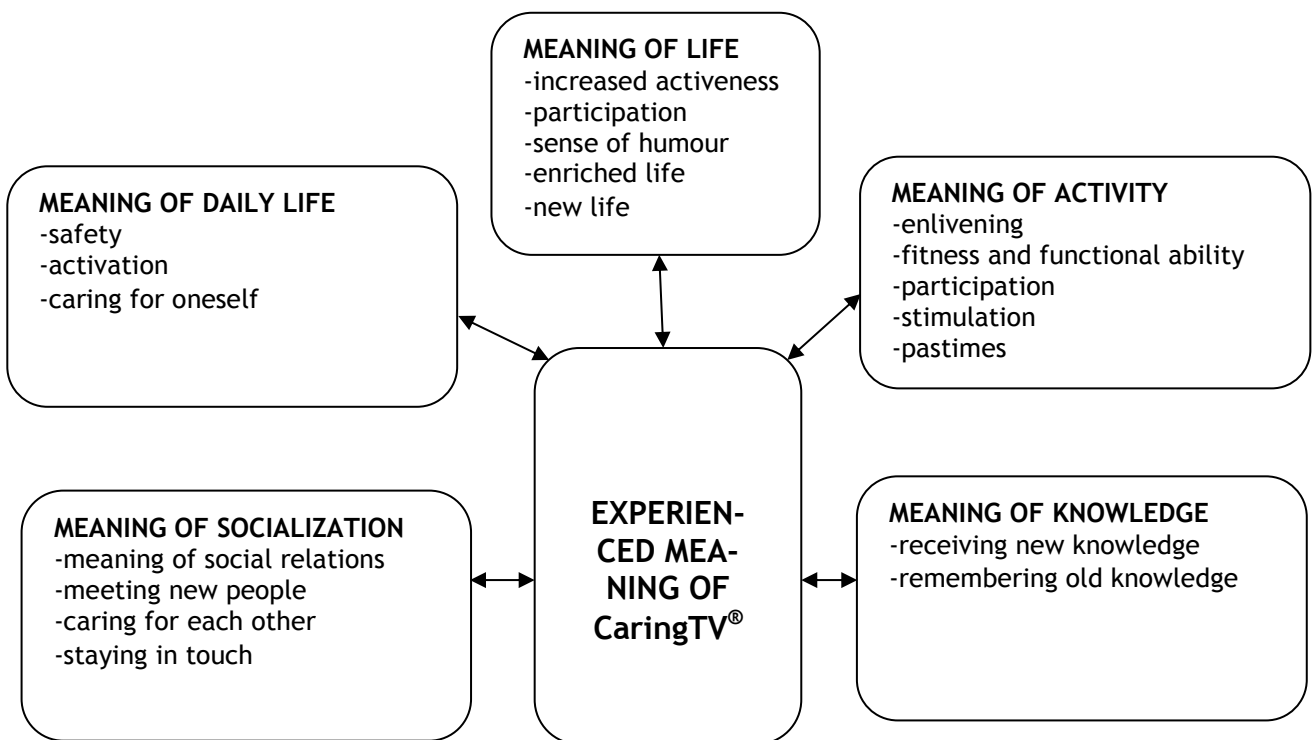 MEANING OF LIFE
-increased activeness
-participation
-sense of humour
-enriched life
-new life
MEANING OF DAILY LIFE
-safety
-activation
-caring for oneself
MEANING OF ACTIVITY
-enlivening
-fitness and functional ability
-participation
-stimulation
-pastimes
MEANING OF SOCIALIZATION
-meaning of social relations
-meeting new people
-caring for each other
-staying in touch
EXPERIEN-
CED MEA-
NING OF
CaringTV®
MEANING OF KNOWLEDGE
-receiving new knowledge
-remembering old knowledge